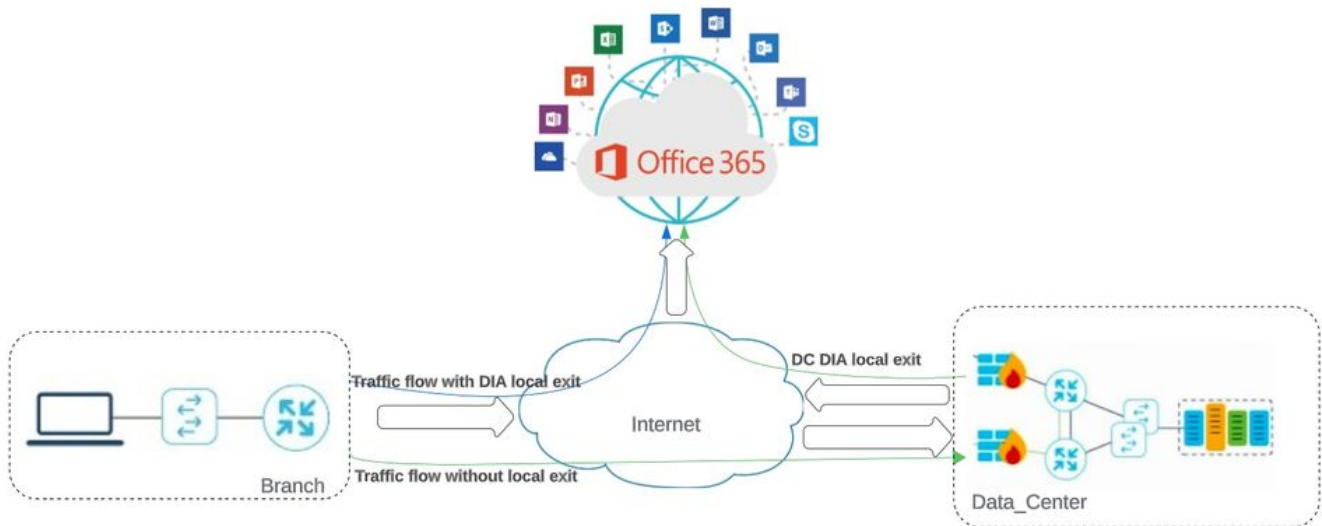 Office 365
DC DIA local exit
Traffic flow with DIA local exit
Internet
Traffic flow without local exit
Branch
Data_Center